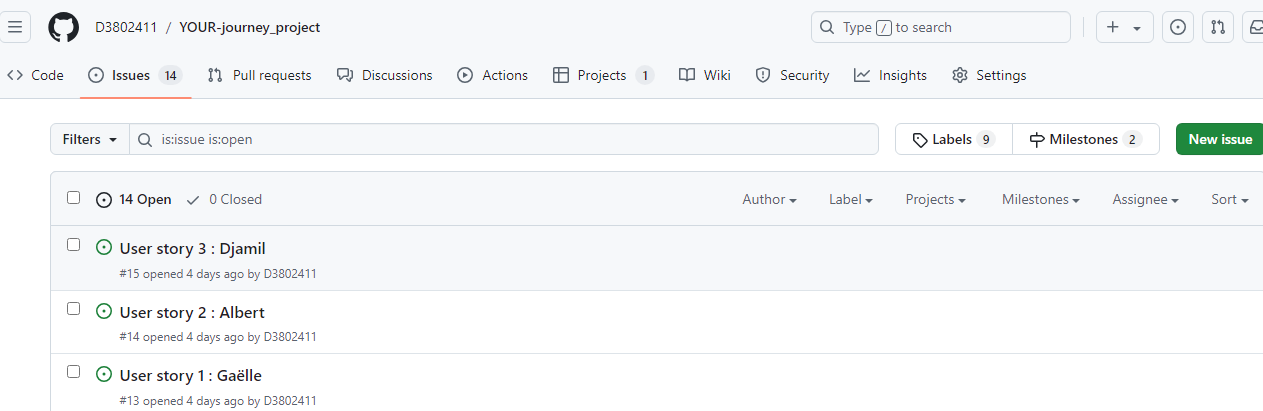 D3802411 / YOUR-journey_project
Type / to search
Code Issues 14 Pull requests Discussions Actions Projects 1 Wiki Security Insights Settings
Filters is:issue is:open Labels 9 Milestones 2 New issue
14 Open 0 Closed Author Label Projects Milestones Assignee Sort
User story 3 : Djamil
#15 opened 4 days ago by D3802411
User story 2 : Albert
#14 opened 4 days ago by D3802411
User story 1 : Gaëlle
#13 opened 4 days ago by D3802411